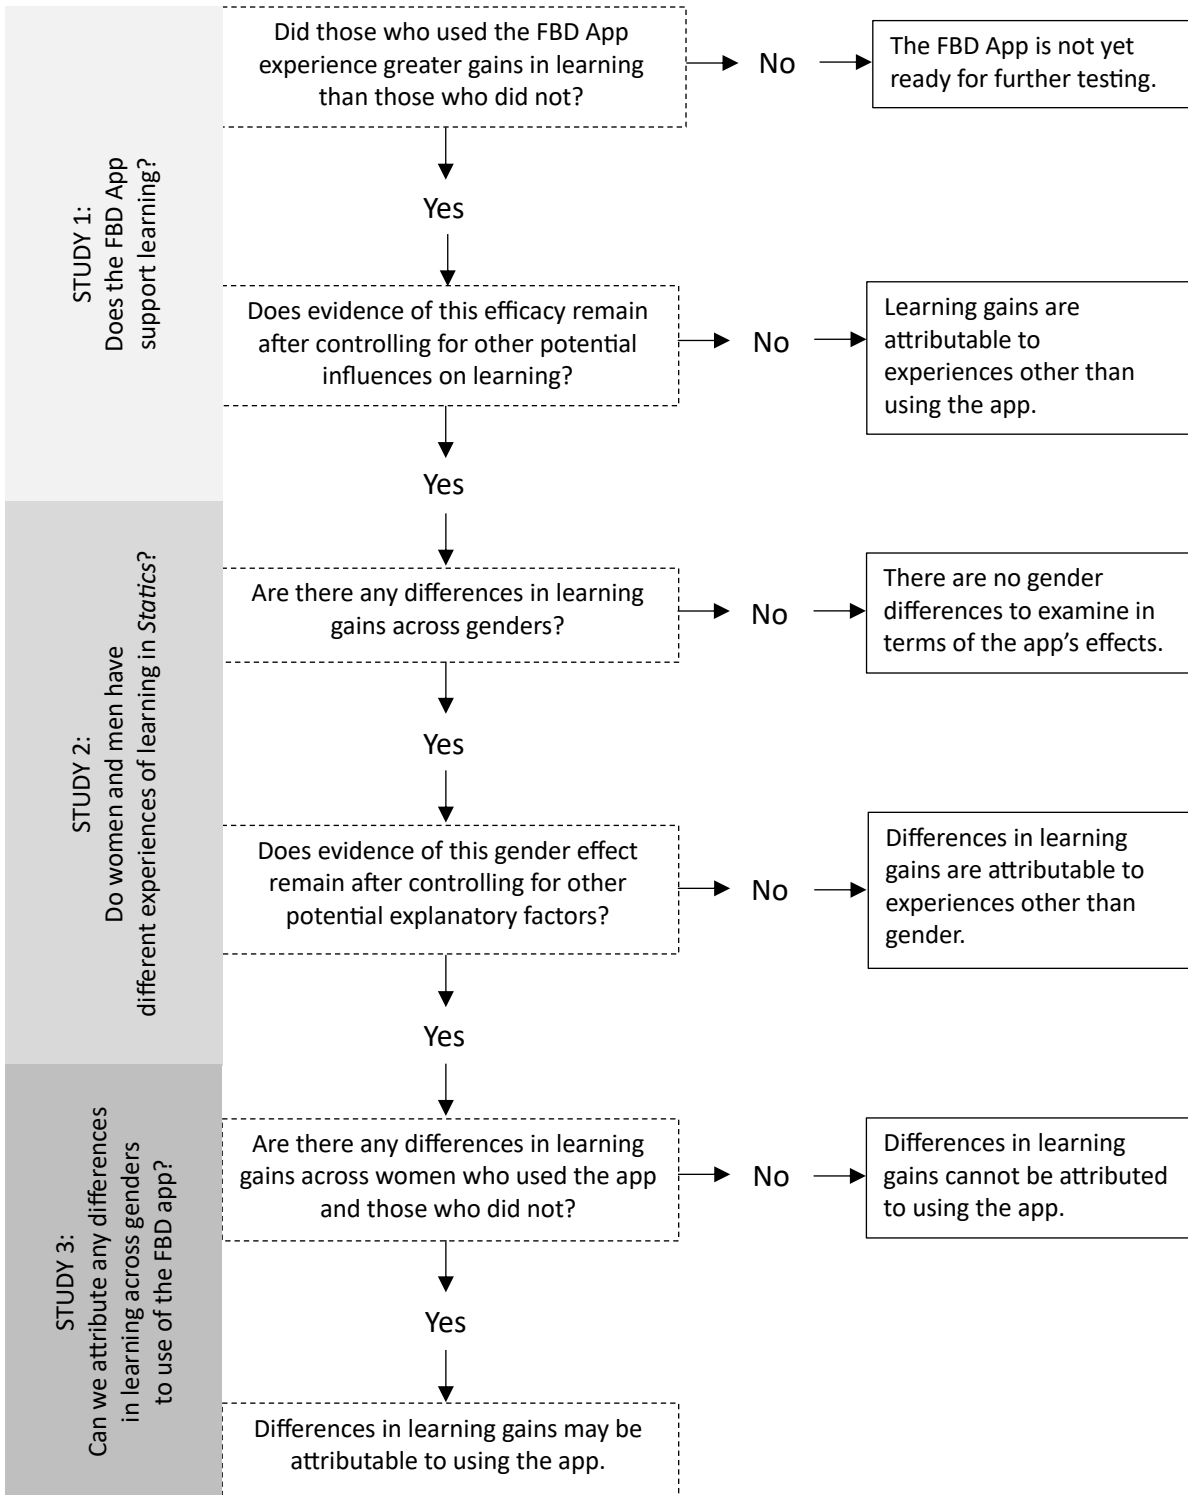 STUDY 1:
Does the FBD App
support learning?
Did those who used the FBD App
experience greater gains in learning
than those who did not?
No
The FBD App is not yet
ready for further testing.
Yes
Does evidence of this efficacy remain
after controlling for other potential
influences on learning?
No
Learning gains are
attributable to
experiences other than
using the app.
Yes
STUDY 2:
Do women and men have
different experiences of learning in Statics?
Are there any differences in learning
gains across genders?
No
There are no gender
differences to examine in
terms of the app’s effects.
Yes
Does evidence of this gender effect
remain after controlling for other
potential explanatory factors?
No
Differences in learning
gains are attributable to
experiences other than
gender.
Yes
STUDY 3:
Can we attribute any differences
in learning across genders
to use of the FBD app?
Are there any differences in learning
gains across women who used the app
and those who did not?
No
Differences in learning
gains cannot be attributed
to using the app.
Yes
Differences in learning gains may be
attributable to using the app.